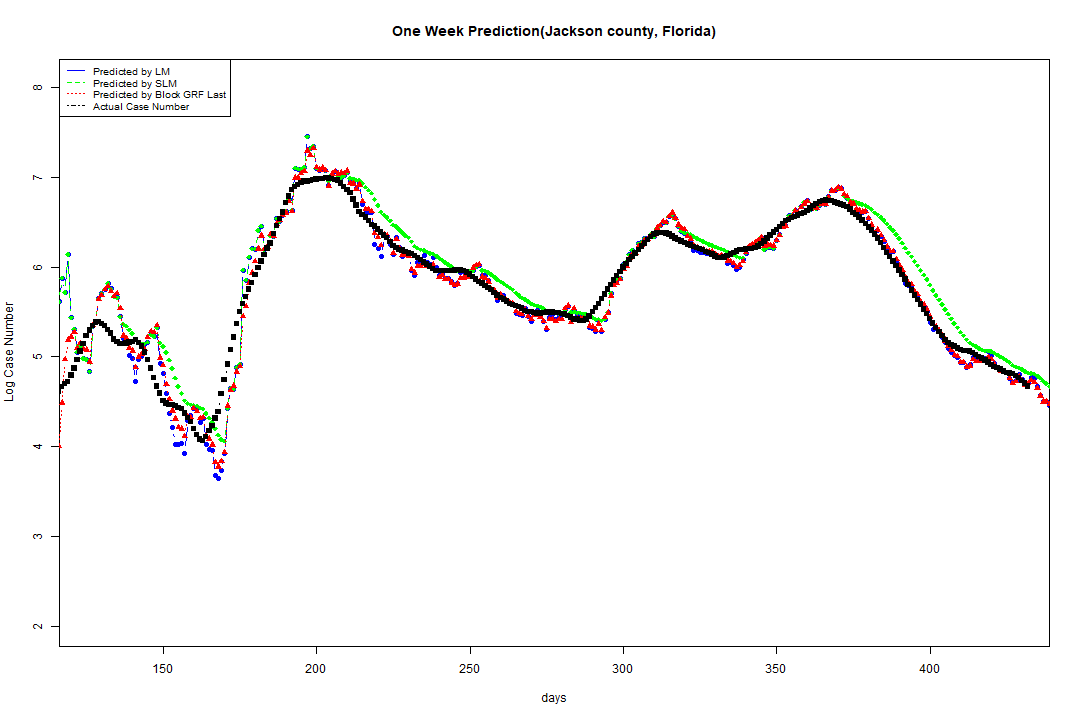 One Week Prediction(Jackson county, Florida)
Predicted by LM
Predicted by SLM
Predicted by Block GRF Last
Actual Case Number
8
7
6
5
4
3
2
Log Case Number
150 200 250 300 350 400
days